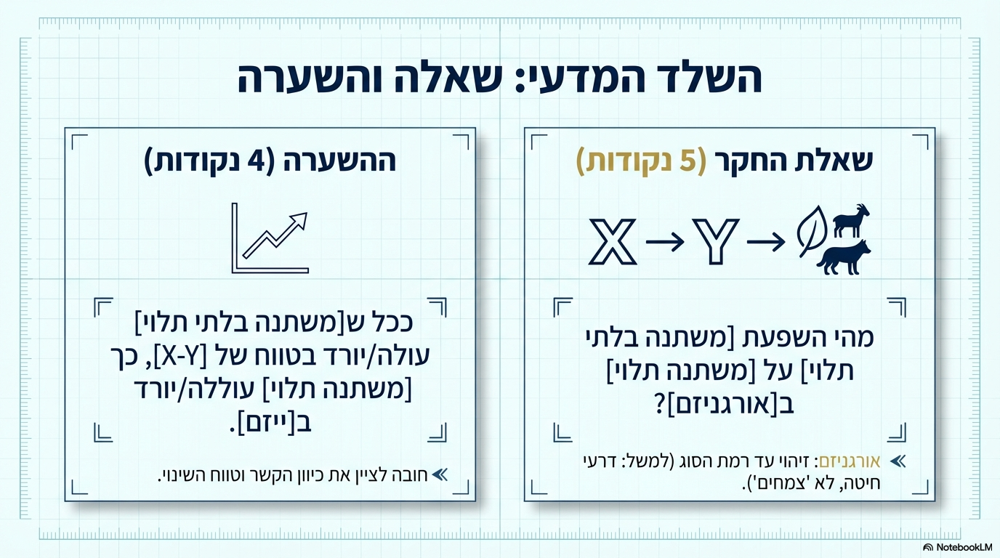 השלד המדעי: שאלה והשערה
שאלת החקר (5 נקודות)
X → Y →
מהי השפעת [משתנה בלתי
תלוי] על [משתנה תלוי]
ב[אורגניזם]?
אורגניזם: זיהוי עד רמת הסוג (למשל: דרעי
חיטה, לא 'צמחים').
ההשערה (4 נקודות)
ככל ש[משתנה בלתי תלוי]
עולה/יורד בטווח של [X-Y], כך
[משתנה תלוי] עוללה/יורד
ב[ייזם].
חובה לציין את כיוון הקשר וטווח השינוי.
NotebookLM